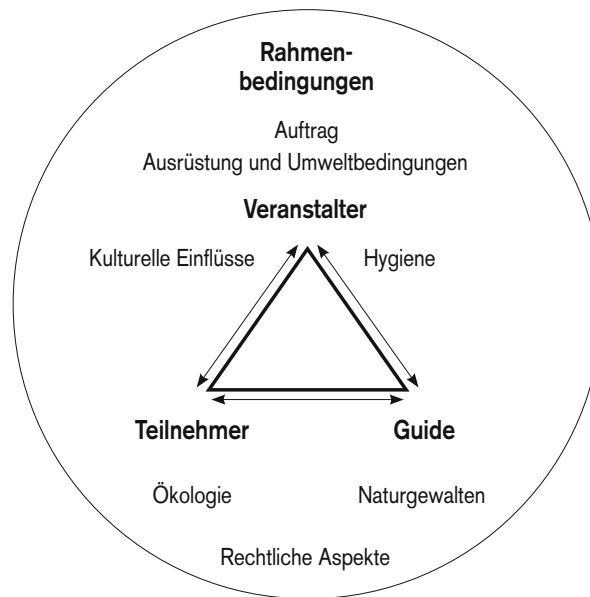 Rahmen-
bedingungen
Auftrag
Ausrüstung und Umweltbedingungen
Veranstalter
Kulturelle Einflüsse
Hygiene
Teilnehmer
Guide
Ökologie
Naturgewalten
Rechtliche Aspekte